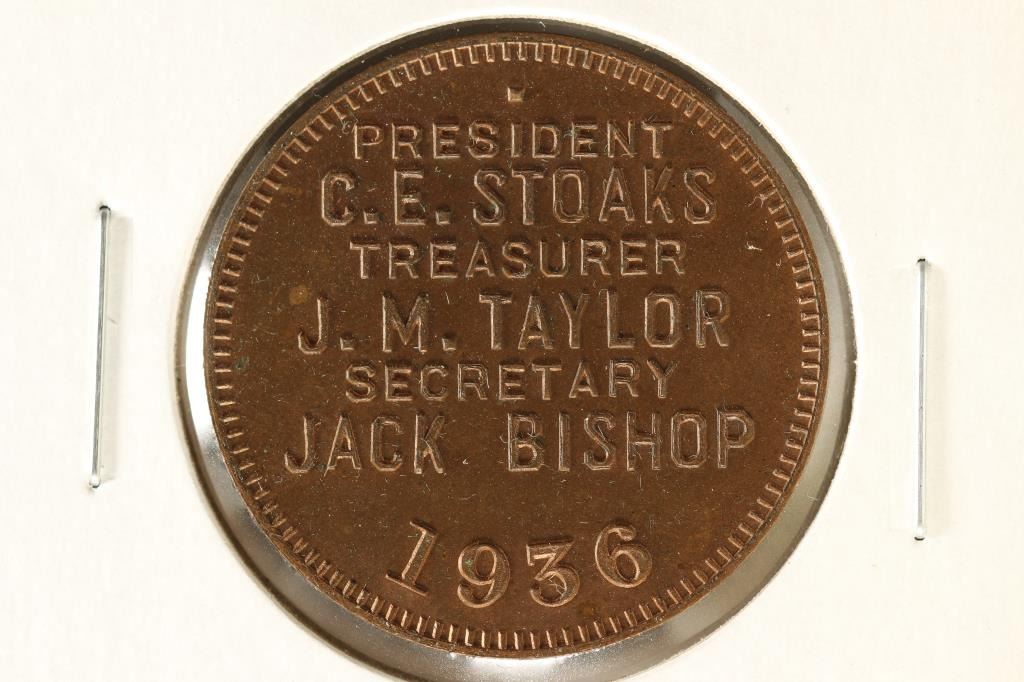 PRESIDENT
C.E. STOAKS
TREASURER
J.M. TAYLOR
SECRETARY
JACK BISHOP
1936